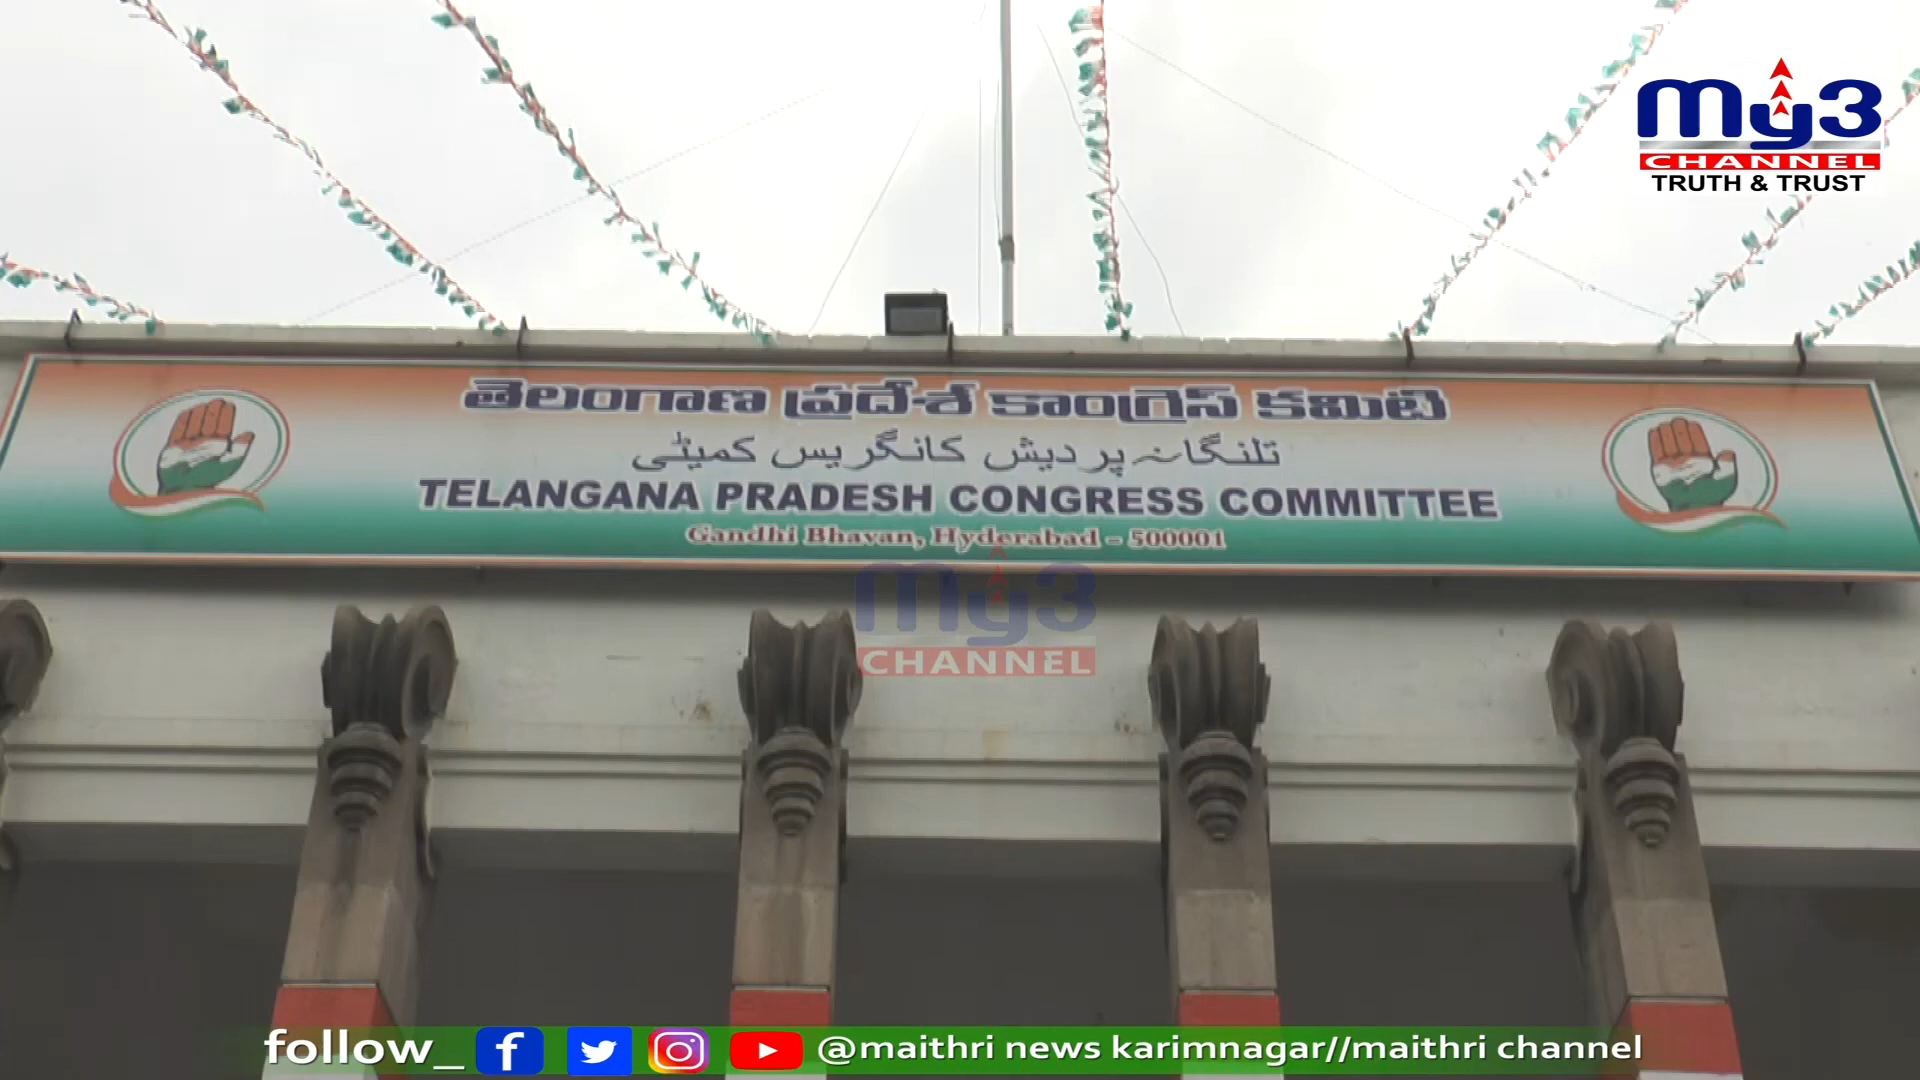 My3
CHANNEL
TRUTH & TRUST
తెలంగాణ ప్రదేశ్ కాంగ్రెస్ కమిటి
تلنگانہ پردیش کانگریس کمیٹی
TELANGANA PRADESH CONGRESS COMMITTEE
Gandhi Bhavan, Hyderabad - 500001
My3
CHANNEL
follow_ @maithri news karimnagar//maithri channel